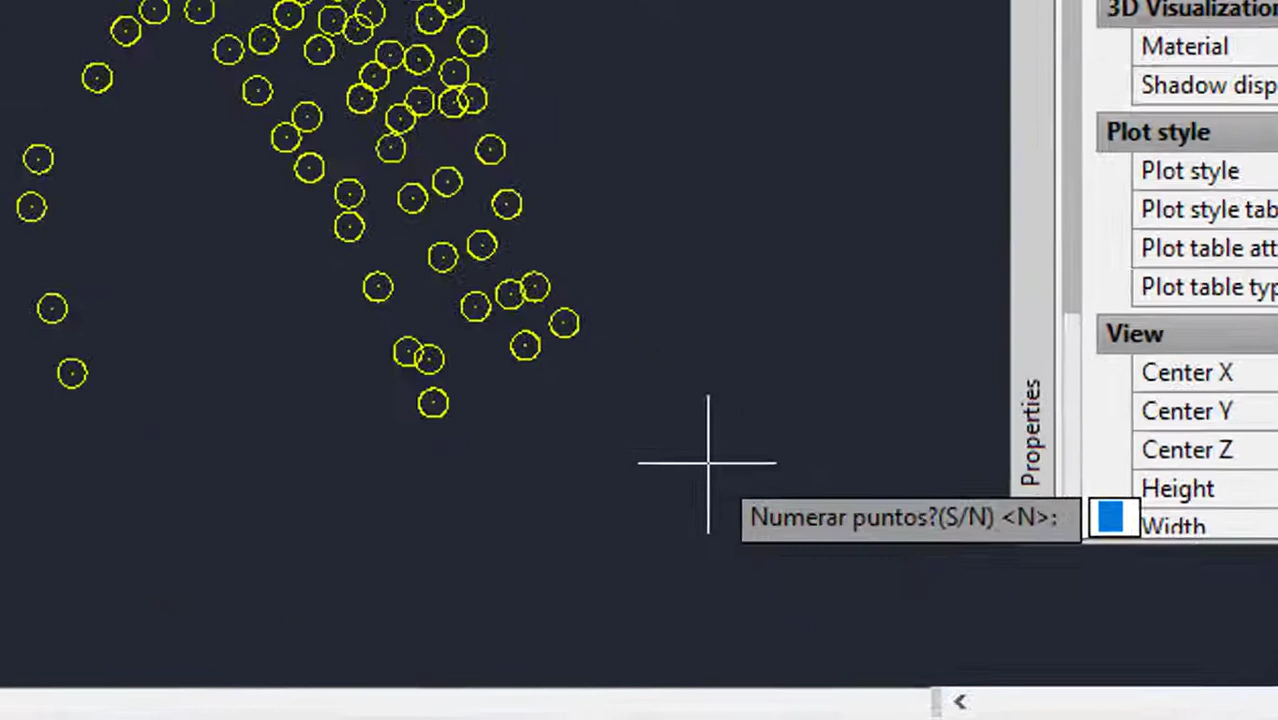 3D Visualization
Material
Shadow disp
Plot style
Plot style
Plot style tab
Plot table att
Plot table typ
View
Center X
Center Y
Center Z
Height
Width
Properties
Numerar puntos?(S/N) <N>:
<